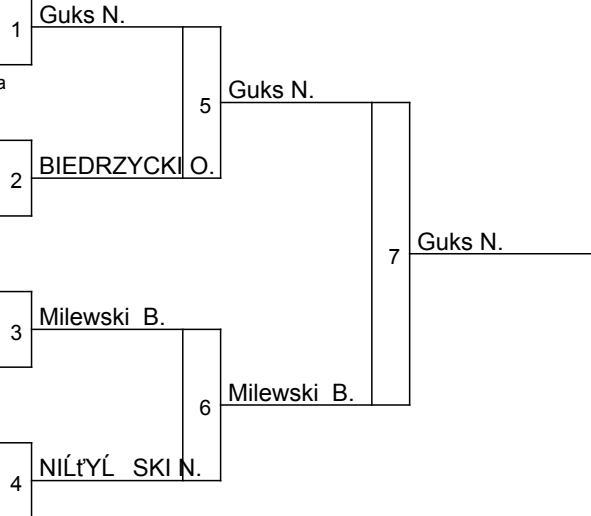 1 Guks N.
a
5 Guks N.
2 BIEDRZYCKI O.
7 Guks N.
3 Milewski B.
6 Milewski B.
4 NIĹťYĹ SKI N.